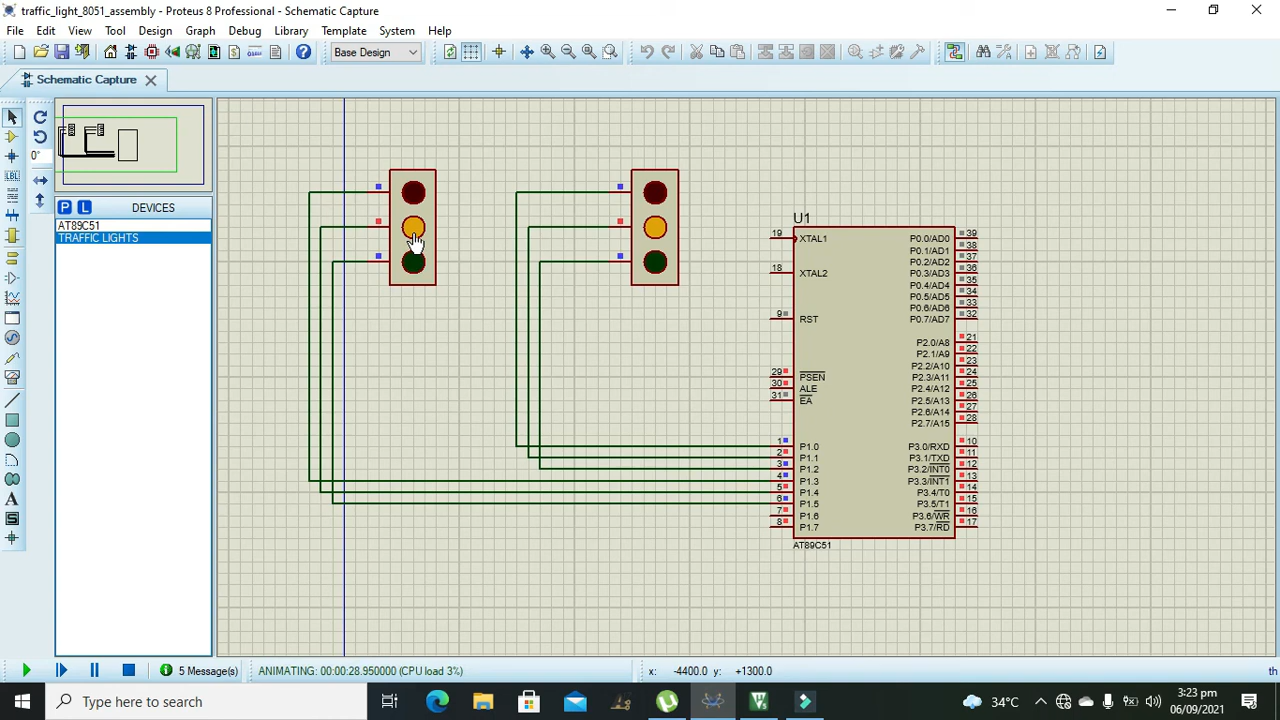 traffic_light_8051_assembly - Proteus 8 Professional - Schematic Capture
File Edit View Tool Design Graph Debug Library Template System Help
Base Design
Schematic Capture
0°
P L DEVICES
AT89C51
TRAFFIC LIGHTS
LBL
A
S
U1
19 XTAL1
18 XTAL2
9 RST
29 PSEN
30 ALE
31 EA
1 P1.0
2 P1.1
3 P1.2
4 P1.3
5 P1.4
6 P1.5
7 P1.6
8 P1.7
P0.0/AD0 39
P0.1/AD1 38
P0.2/AD2 37
P0.3/AD3 36
P0.4/AD4 35
P0.5/AD5 34
P0.6/AD6 33
P0.7/AD7 32
P2.0/A8 21
P2.1/A9 22
P2.2/A10 23
P2.3/A11 24
P2.4/A12 25
P2.5/A13 26
P2.6/A14 27
P2.7/A15 28
P3.0/RXD 10
P3.1/TXD 11
P3.2/INT0 12
P3.3/INT1 13
P3.4/T0 14
P3.5/T1 15
P3.6/WR 16
P3.7/RD 17
AT89C51
5 Message(s) ANIMATING: 00:00:28.950000 (CPU load 3%) x: -4400.0 y: +1300.0 th
Type here to search 34°C 3:23 pm
06/09/2021